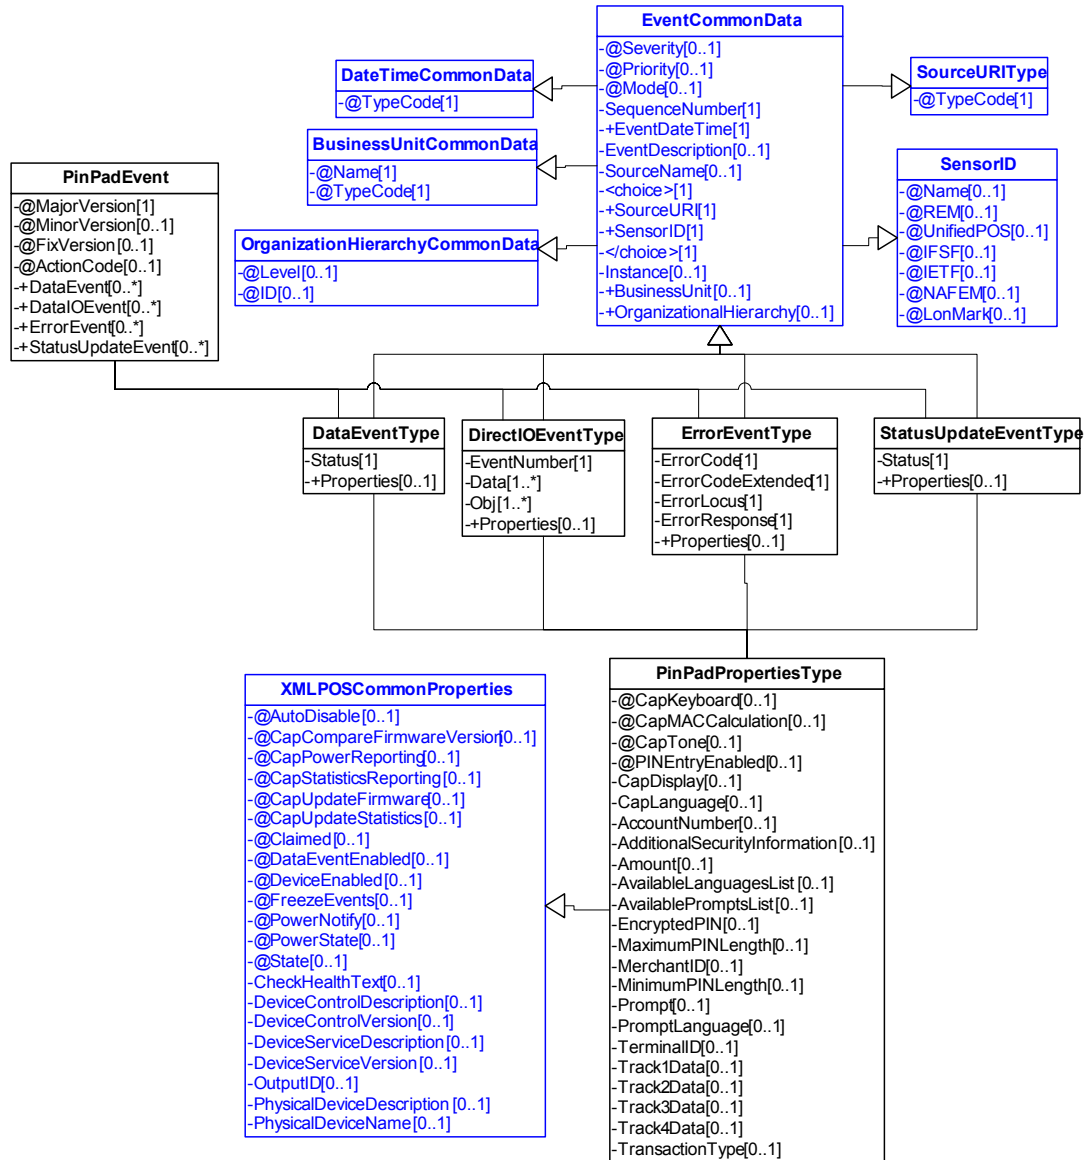 EventCommonData
-@Severity[0..1]
-@Priority[0..1]
-@Mode[0..1]
-SequenceNumber[1]
-+EventDateTime[1]
-EventDescription[0..1]
-SourceName[0..1]
-<choice>[1]
-+SourceURI[1]
-+SensorID[1]
-</choice>[1]
-Instance[0..1]
-+BusinessUnit[0..1]
-+OrganizationalHierarchy[0..1]
DateTimeCommonData
-@TypeCode[1]
SourceURIType
-@TypeCode[1]
BusinessUnitCommonData
-@Name[1]
-@TypeCode[1]
SensorID
-@Name[0..1]
-@REM[0..1]
-@UnifiedPOS[0..1]
-@IFSF[0..1]
-@IETF[0..1]
-@NAFEM[0..1]
-@LonMark[0..1]
PinPadEvent
-@MajorVersion[1]
-@MinorVersion[0..1]
-@FixVersion[0..1]
-@ActionCode[0..1]
-+DataEvent[0..*]
-+DataIOEvent[0..*]
-+ErrorEvent[0..*]
-+StatusUpdateEvent[0..*]
OrganizationHierarchyCommonData
-@Level[0..1]
-@ID[0..1]
DataEventType
-Status[1]
-+Properties[0..1]
DirectIOEventType
-EventNumber[1]
-Data[1..*]
-Obj[1..*]
-+Properties[0..1]
ErrorEventType
-ErrorCode[1]
-ErrorCodeExtended[1]
-ErrorLocus[1]
-ErrorResponse[1]
-+Properties[0..1]
StatusUpdateEventType
-Status[1]
-+Properties[0..1]
XMLPOSCommonProperties
-@AutoDisable[0..1]
-@CapCompareFirmwareVersion[0..1]
-@CapPowerReporting[0..1]
-@CapStatisticsReporting[0..1]
-@CapUpdateFirmware[0..1]
-@CapUpdateStatistics[0..1]
-@Claimed[0..1]
-@DataEventEnabled[0..1]
-@DeviceEnabled[0..1]
-@FreezeEvents[0..1]
-@PowerNotify[0..1]
-@PowerState[0..1]
-@State[0..1]
-CheckHealthText[0..1]
-DeviceControlDescription[0..1]
-DeviceControlVersion[0..1]
-DeviceServiceDescription[0..1]
-DeviceServiceVersion[0..1]
-OutputID[0..1]
-PhysicalDeviceDescription[0..1]
-PhysicalDeviceName[0..1]
PinPadPropertiesType
-@CapKeyboard[0..1]
-@CapMACCalculation[0..1]
-@CapTone[0..1]
-@PINEntryEnabled[0..1]
-CapDisplay[0..1]
-CapLanguage[0..1]
-AccountNumber[0..1]
-AdditionalSecurityInformation[0..1]
-Amount[0..1]
-AvailableLanguagesList[0..1]
-AvailablePromptsList[0..1]
-EncryptedPIN[0..1]
-MaximumPINLength[0..1]
-MerchantID[0..1]
-MinimumPINLength[0..1]
-Prompt[0..1]
-PromptLanguage[0..1]
-TerminalID[0..1]
-Track1Data[0..1]
-Track2Data[0..1]
-Track3Data[0..1]
-Track4Data[0..1]
-TransactionType[0..1]